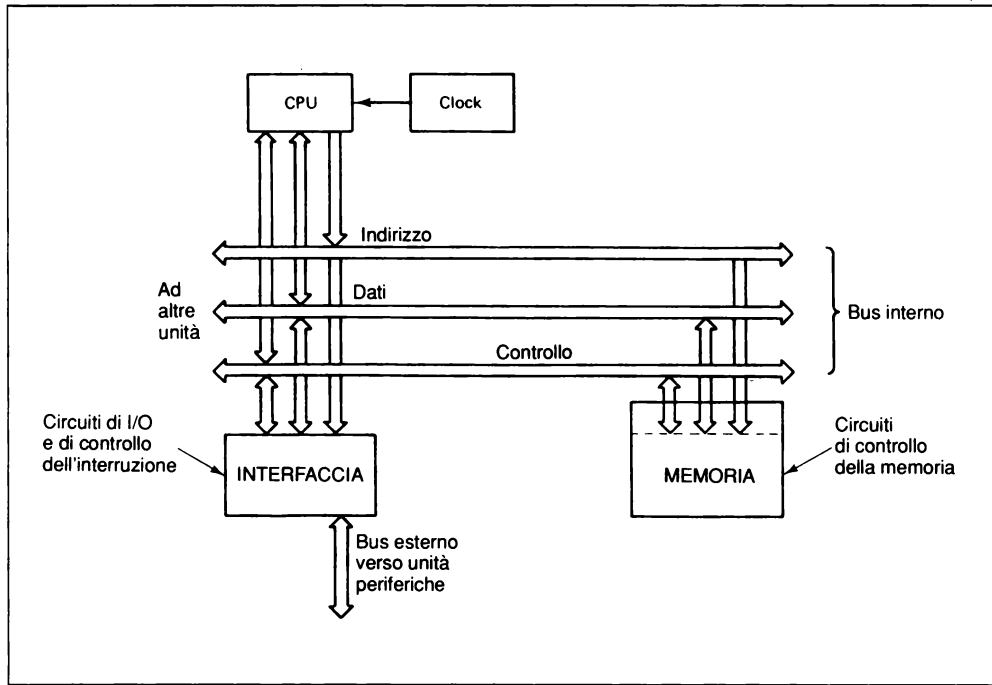 CPU
Clock
Indirizzo
Ad
altre
unità
Dati
Bus interno
Controllo
Circuiti di I/O
e di controllo
dell'interruzione
INTERFACCIA
MEMORIA
Circuiti
di controllo
della memoria
Bus esterno
verso unità
periferiche